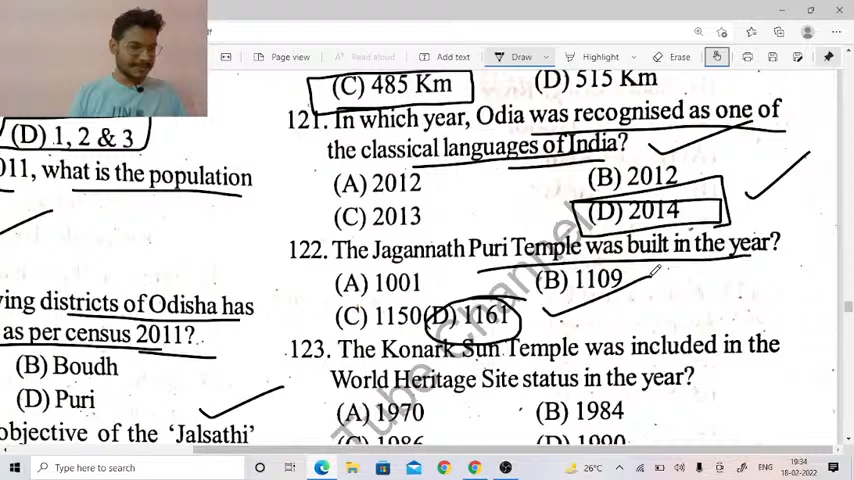 df
Page view
Read aloud
Add text
Draw
Highlight
Erase
(D) 1, 2 & 3
011, what is the population
ving districts of Odisha has
as per census 2011?
(B) Boudh
(D) Puri
objective of the 'Jalsathi'
(C) 485 Km (D) 515 Km
121. In which year, Odia was recognised as one of
the classical languages of India?
(A) 2012 (B) 2012
(C) 2013 (D) 2014
122. The Jagannath Puri Temple was built in the year?
(A) 1001 (B) 1109
(C) 1150 (D) 1161
123. The Konark Sun Temple was included in the
World Heritage Site status in the year?
(A) 1970 (B) 1984
(C) 1986 (D) 1990
Tube Channel
Type here to search
26°C
ENG
19:34
18-02-2022